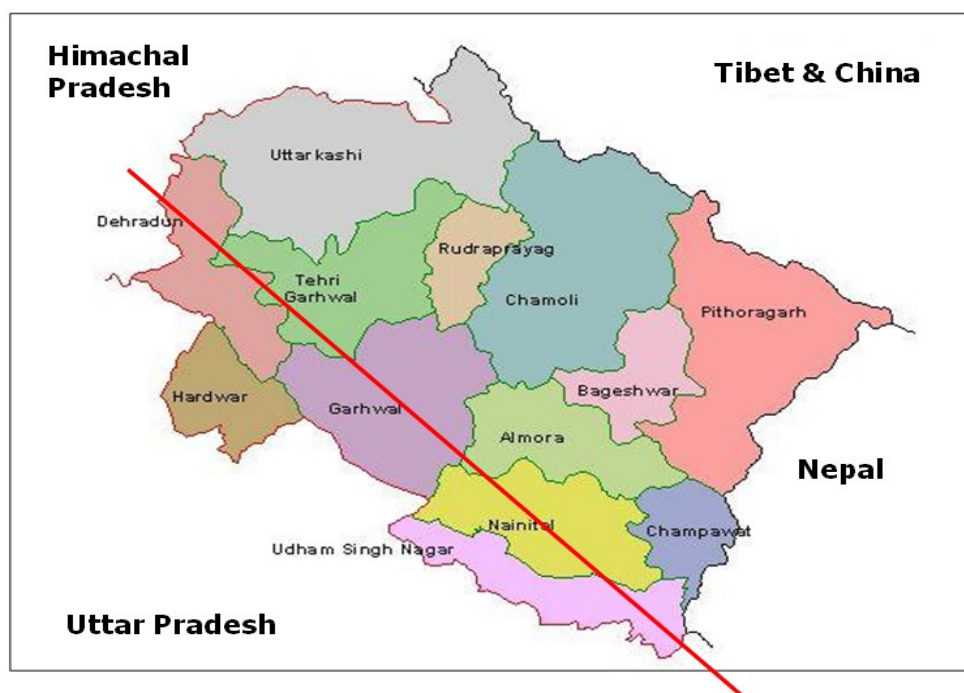 Himachal
Pradesh
Tibet & China
Uttarkashi
Dehradun
Rudraprayag
Tehri
Garhwal
Chamoli
Pithoragarh
Hardwar
Garhwal
Bageshwar
Almora
Nepal
Nainital
Champawat
Udham Singh Nagar
Uttar Pradesh